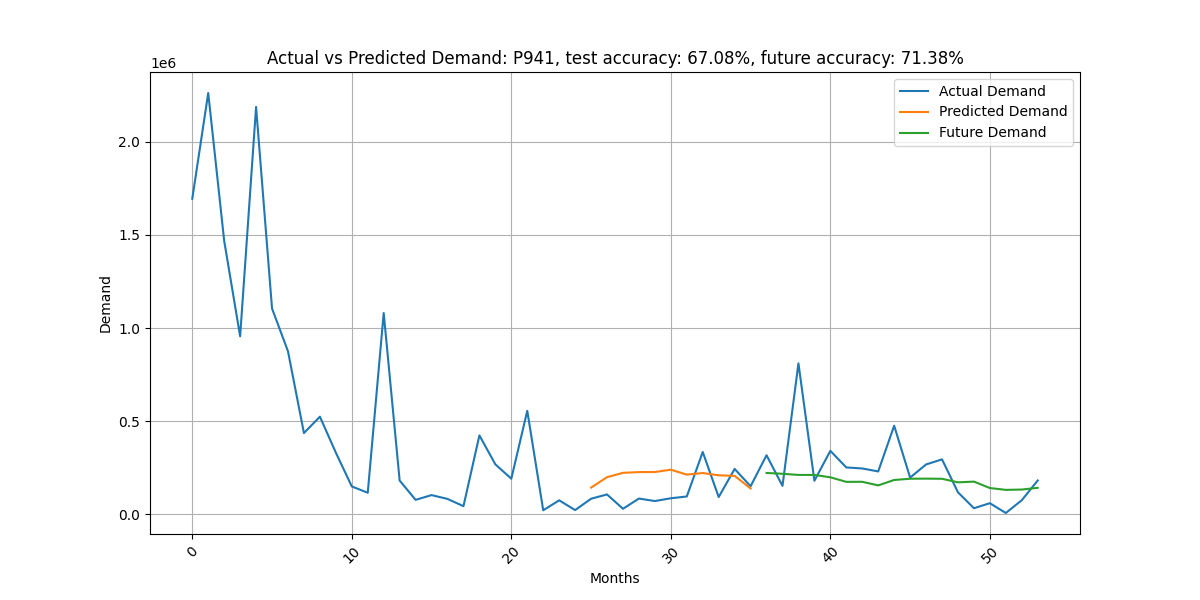 Actual vs Predicted Demand: P941, test accuracy: 67.08%, future accuracy: 71.38%
1e6
Actual Demand
Predicted Demand
Future Demand
2.0
1.5
1.0
0.5
0.0
Demand
0
10
20
30
40
50
Months